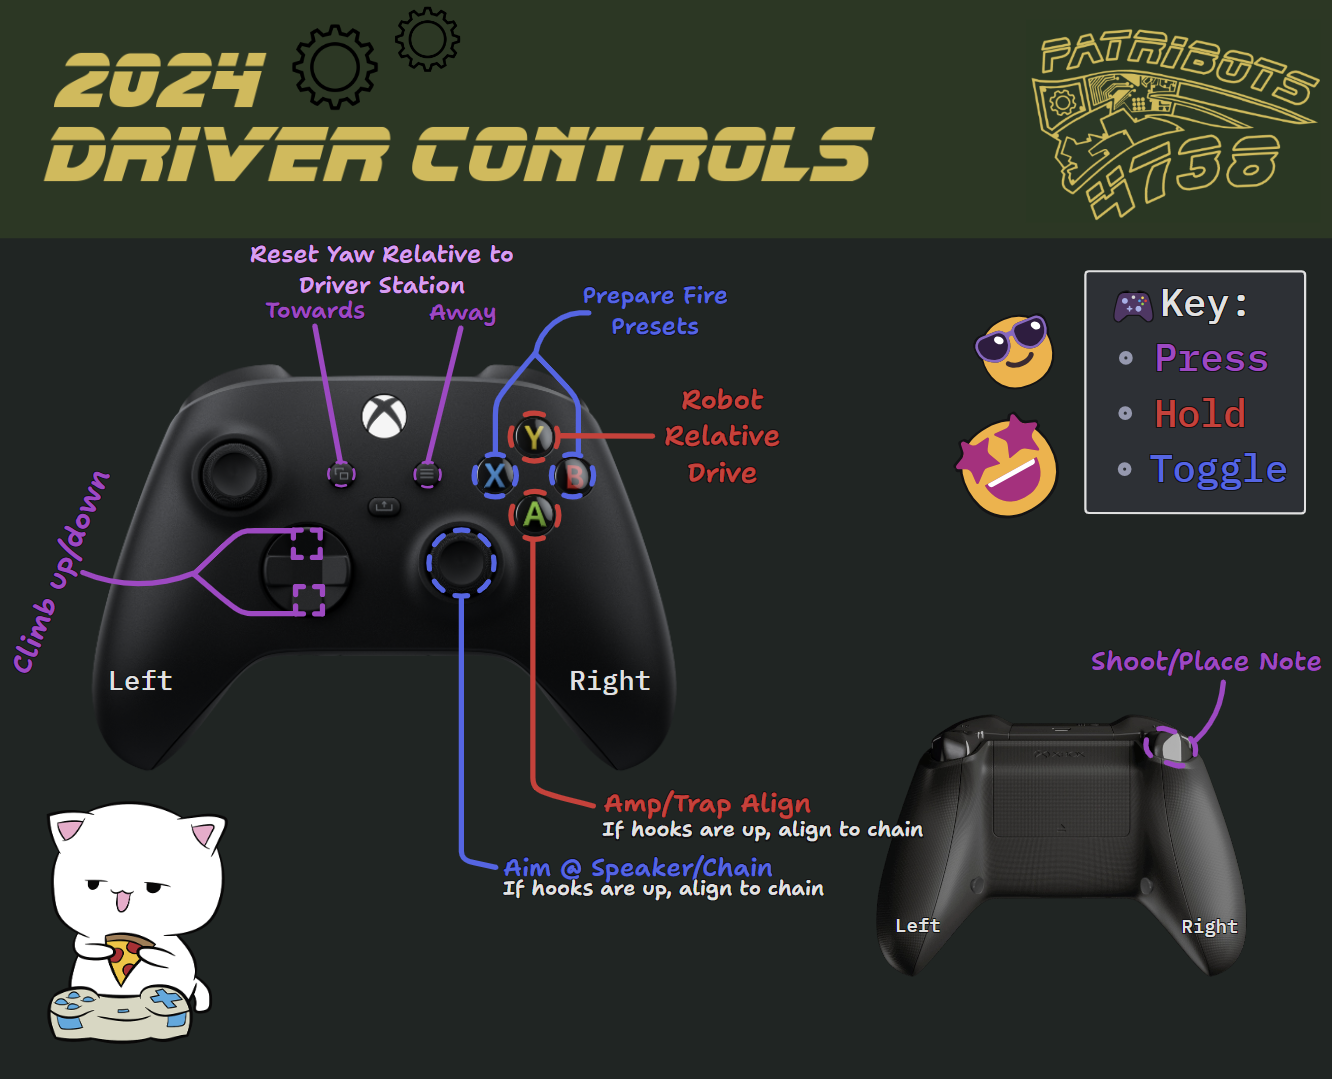 2024
DRIVER CONTROLS
PATRIBOTS
#4738
Reset Yaw Relative to
Driver Station
Towards
Away
Prepare Fire
Presets
Key:
Press
Hold
Toggle
Robot
Relative
Drive
Y
X
B
A
Climb up/down
Left
Right
Shoot/Place Note
Amp/Trap Align
If hooks are up, align to chain
Aim @ Speaker/Chain
If hooks are up, align to chain
Left
Right